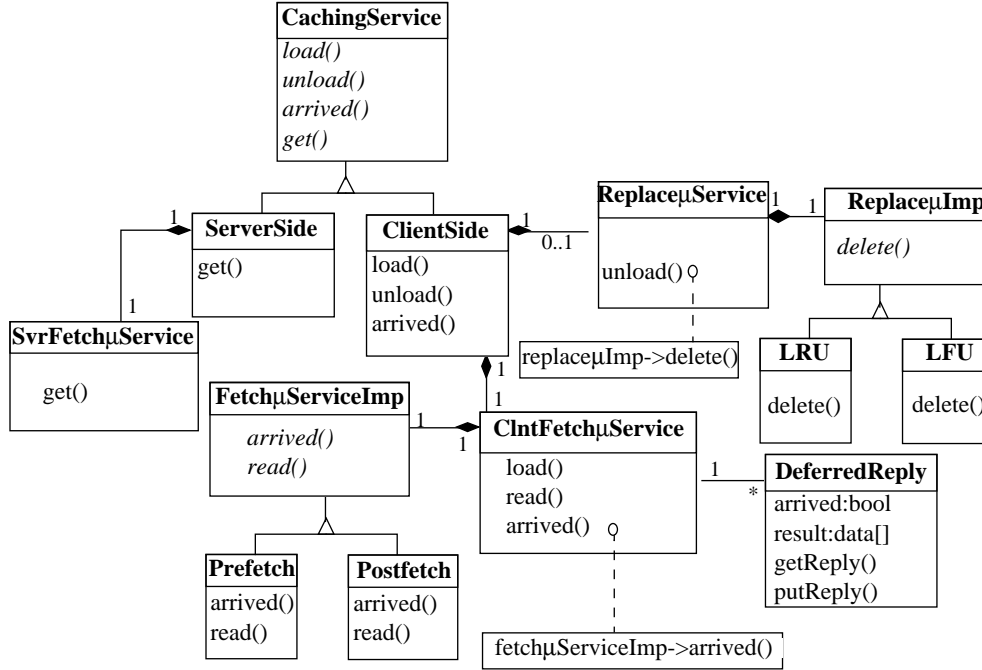 CachingService
load()
unload()
arrived()
get()
1
ServerSide
get()
1
SvrFetchμService
get()
ClientSide
load()
unload()
arrived()
1
0..1
ReplaceμService
unload()
replaceμImp->delete()
1
1
ReplaceμImp
delete()
LRU
delete()
LFU
delete()
1
1
FetchμServiceImp
arrived()
read()
1
1
ClntFetchμService
load()
read()
arrived()
fetchμServiceImp->arrived()
1
*
DeferredReply
arrived:bool
result:data[]
getReply()
putReply()
Prefetch
arrived()
read()
Postfetch
arrived()
read()